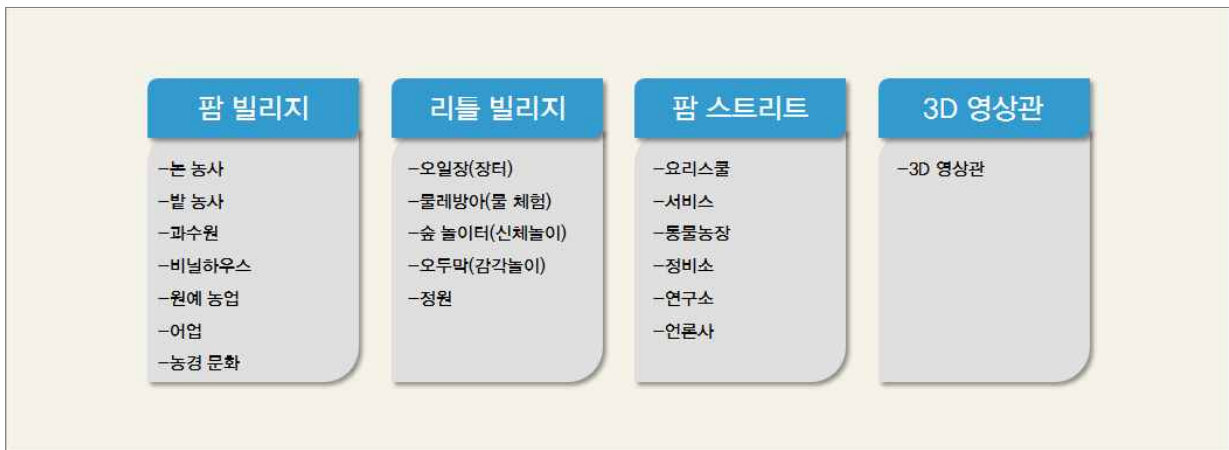 팜 빌리지
-논 농사
-밭 농사
-과수원
-비닐하우스
-원예 농업
-어업
-농경 문화
리틀 빌리지
-오일장(장터)
-물레방아(물 체험)
-숲 놀이터(신체놀이)
-오두막(감각놀이)
-정원
팜 스트리트
-요리스쿨
-서비스
-동물농장
-정비소
-연구소
-언론사
3D 영상관
-3D 영상관